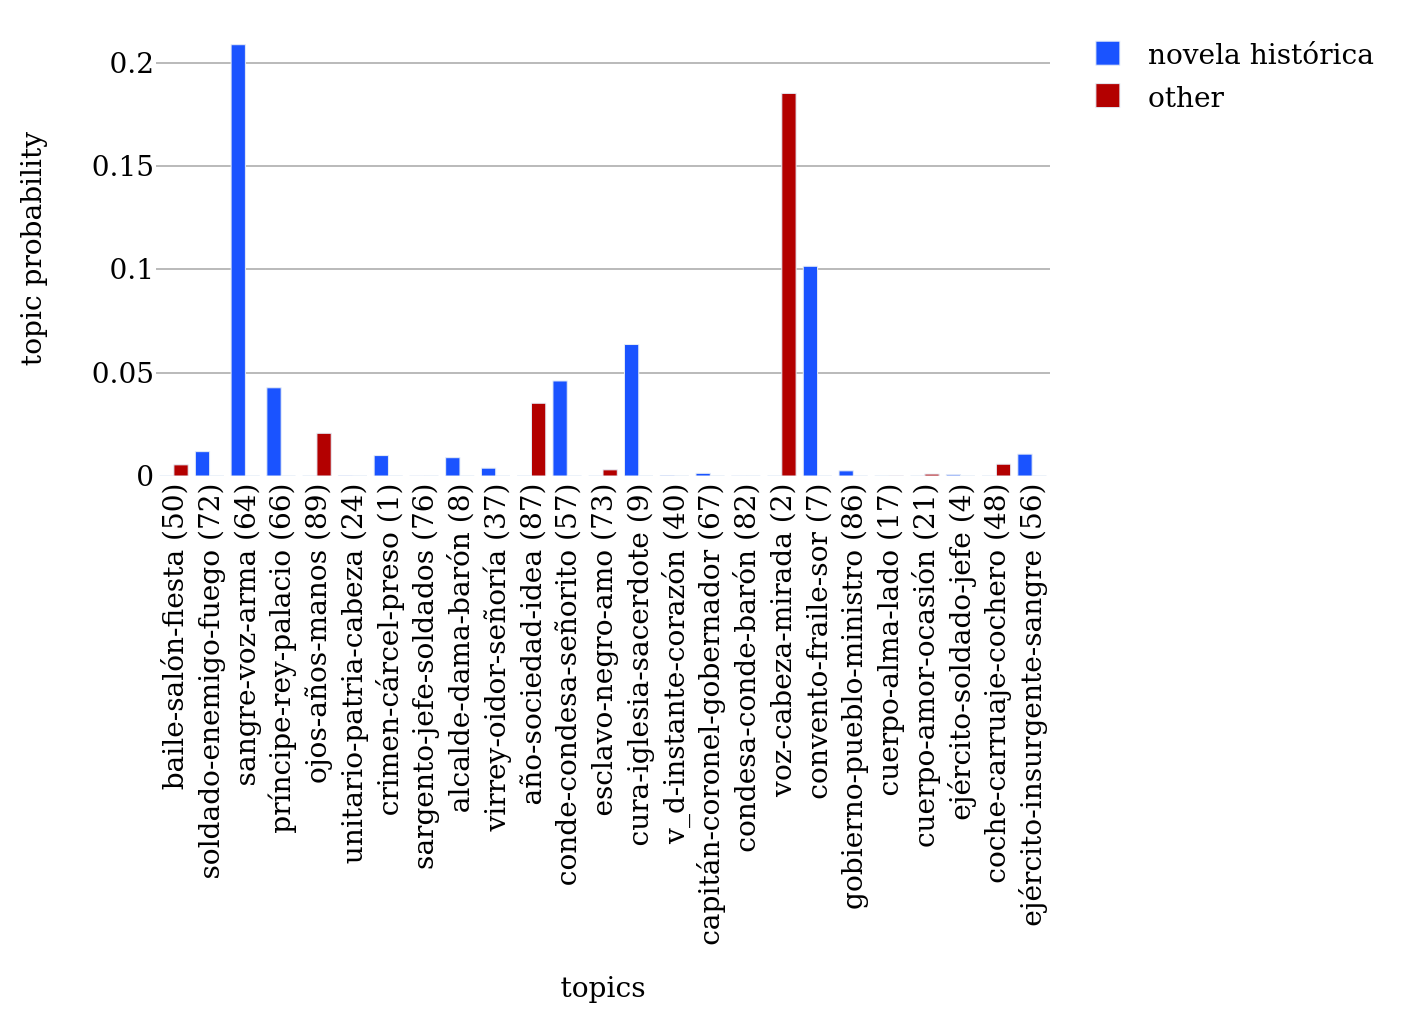 novela histórica
other
topic probability
0.2
0.15
0.1
0.05
0
baile-salón-fiesta (50)
soldado-enemigo-fuego (72)
sangre-voz-arma (64)
príncipe-rey-palacio (66)
ojos-años-manos (89)
unitario-patria-cabeza (24)
crimen-cárcel-preso (1)
sargento-jefe-soldados (76)
alcalde-dama-barón (8)
virrey-oidor-señoría (37)
año-sociedad-idea (87)
conde-condesa-señorito (57)
esclavo-negro-amo (73)
cura-iglesia-sacerdote (9)
v_d-instante-corazón (40)
capitán-coronel-gobernador (67)
condesa-conde-barón (82)
voz-cabeza-mirada (2)
convento-fraile-sor (7)
gobierno-pueblo-ministro (86)
cuerpo-alma-lado (17)
cuerpo-amor-ocasión (21)
ejército-soldado-jefe (4)
coche-carruaje-cochero (48)
ejército-insurgente-sangre (56)
topics